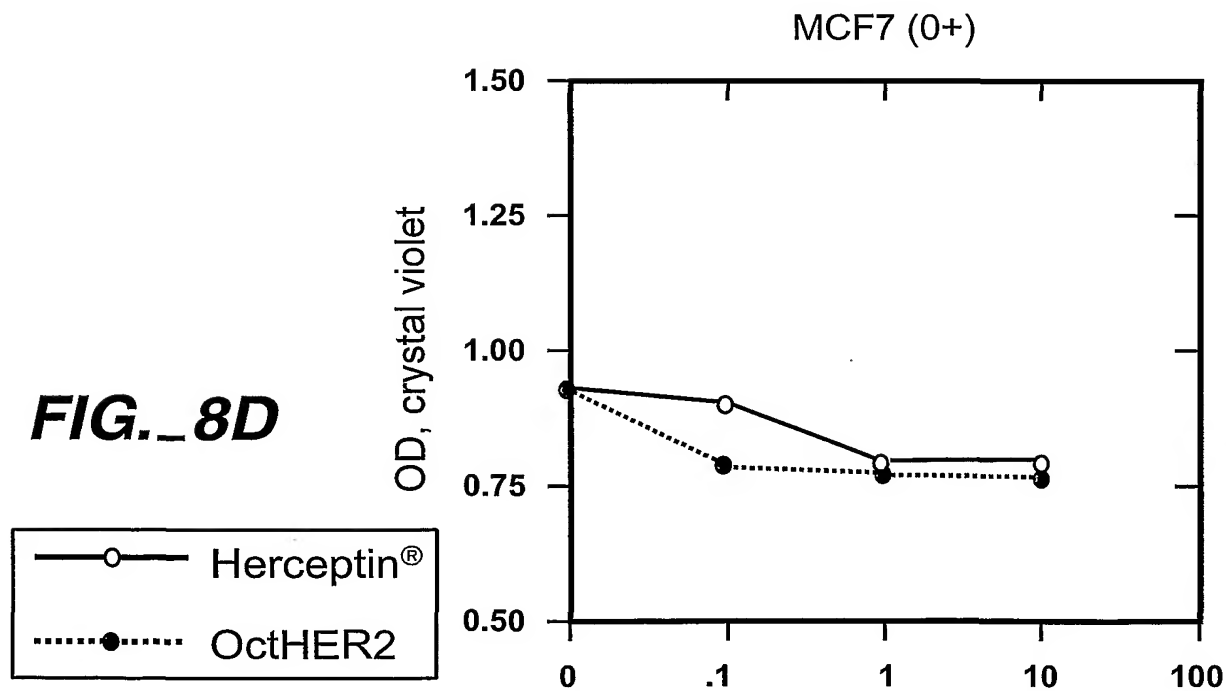 MCF7 (0+)
1.50
1.25
1.00
0.75
0.50
OD, crystal violet
0 .1 1 10 100
FIG._8D
Herceptin®
OctHER2